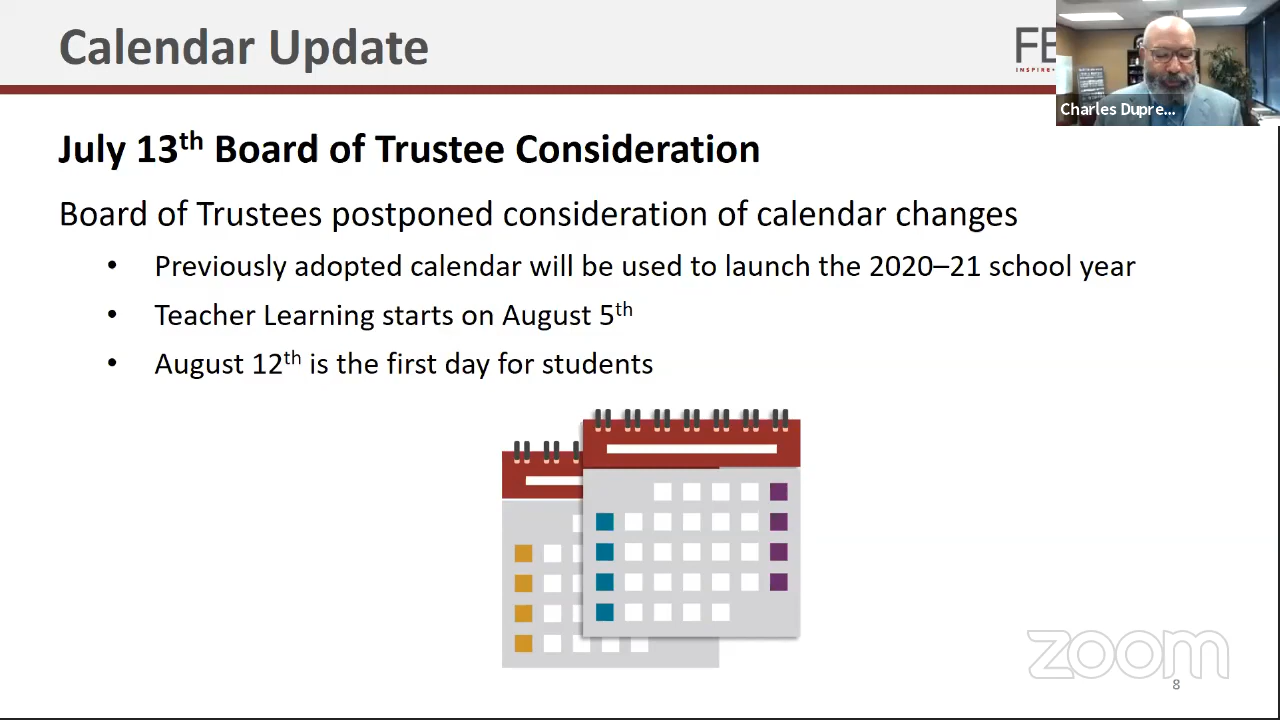 Calendar Update
FB
INSPIRE•
Charles Dupre...
July 13th Board of Trustee Consideration
Board of Trustees postponed consideration of calendar changes
• Previously adopted calendar will be used to launch the 2020–21 school year
• Teacher Learning starts on August 5th
• August 12th is the first day for students
zoom
8